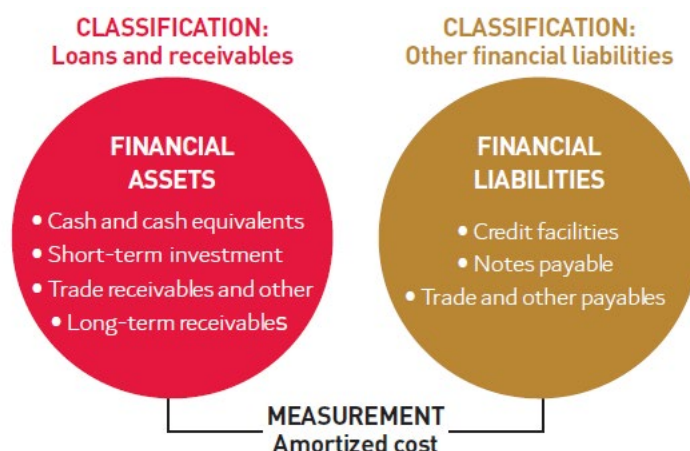 CLASSIFICATION:
Loans and receivables
FINANCIAL
ASSETS
• Cash and cash equivalents
• Short-term investment
• Trade receivables and other
• Long-term receivables
CLASSIFICATION:
Other financial liabilities
FINANCIAL
LIABILITIES
• Credit facilities
• Notes payable
• Trade and other payables
MEASUREMENT
Amortized cost